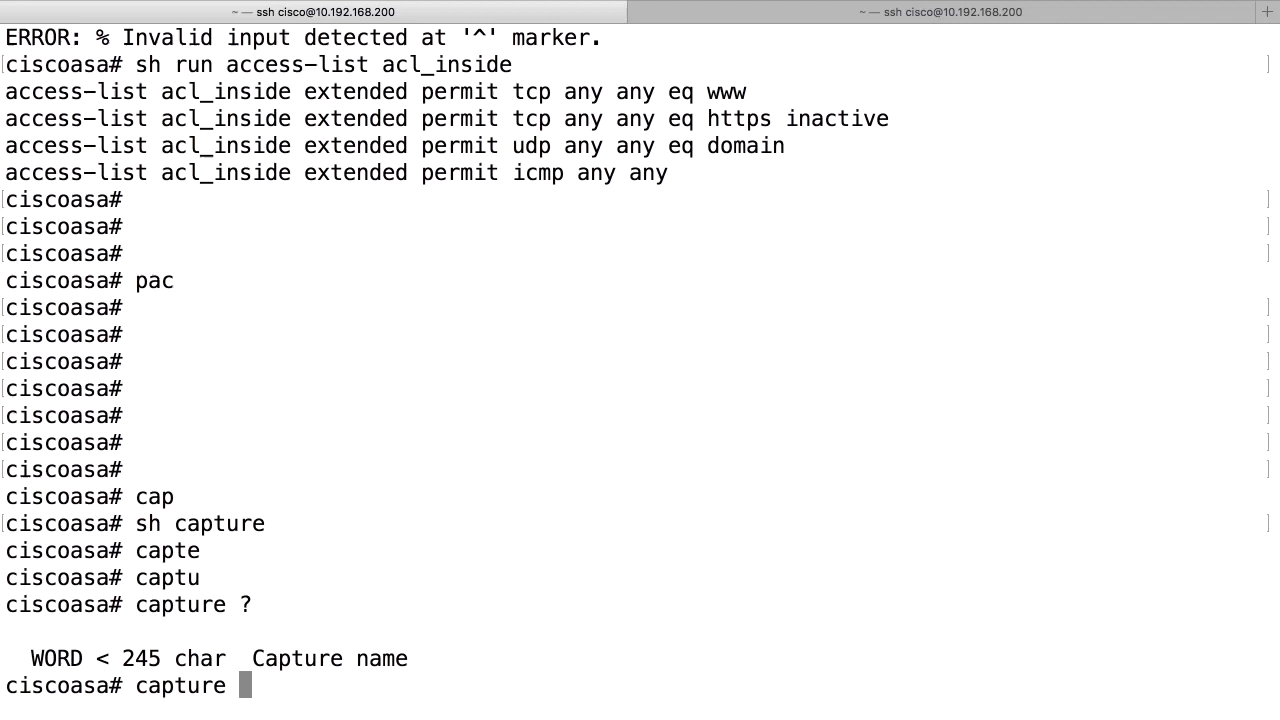 ~ — ssh cisco@10.192.168.200
~ — ssh cisco@10.192.168.200
+
ERROR: % Invalid input detected at '^' marker.
ciscoasa# sh run access-list acl_inside
access-list acl_inside extended permit tcp any any eq www
access-list acl_inside extended permit tcp any any eq https inactive
access-list acl_inside extended permit udp any any eq domain
access-list acl_inside extended permit icmp any any
ciscoasa#
ciscoasa#
ciscoasa#
ciscoasa# pac
ciscoasa#
ciscoasa#
ciscoasa#
ciscoasa#
ciscoasa#
ciscoasa#
ciscoasa#
ciscoasa# cap
ciscoasa# sh capture
ciscoasa# capte
ciscoasa# captu
ciscoasa# capture ?
WORD < 245 char  Capture name
ciscoasa# capture